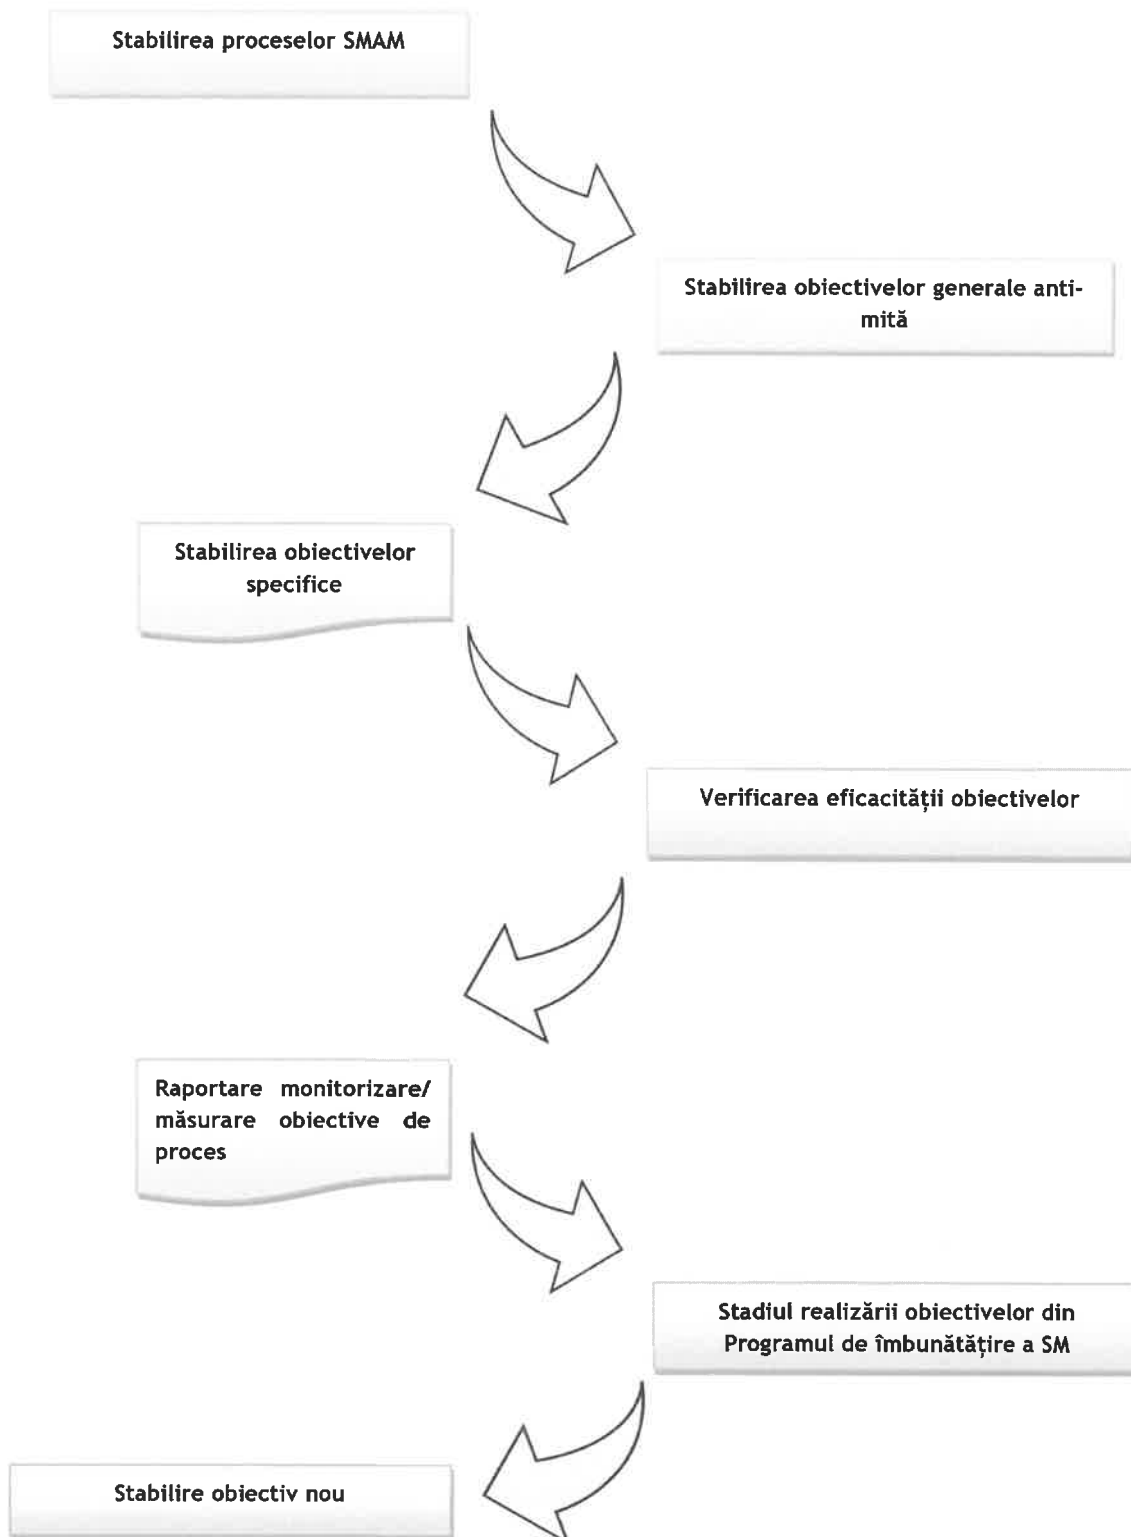 Stabilirea proceselor SMAM
Stabilirea obiectivelor generale anti-
mită
Stabilirea obiectivelor
specifice
Verificarea eficacității obiectivelor
Raportare monitorizare/
măsurare obiective de
proces
Stadiul realizării obiectivelor din
Programul de îmbunătățire a SM
Stabilire obiectiv nou